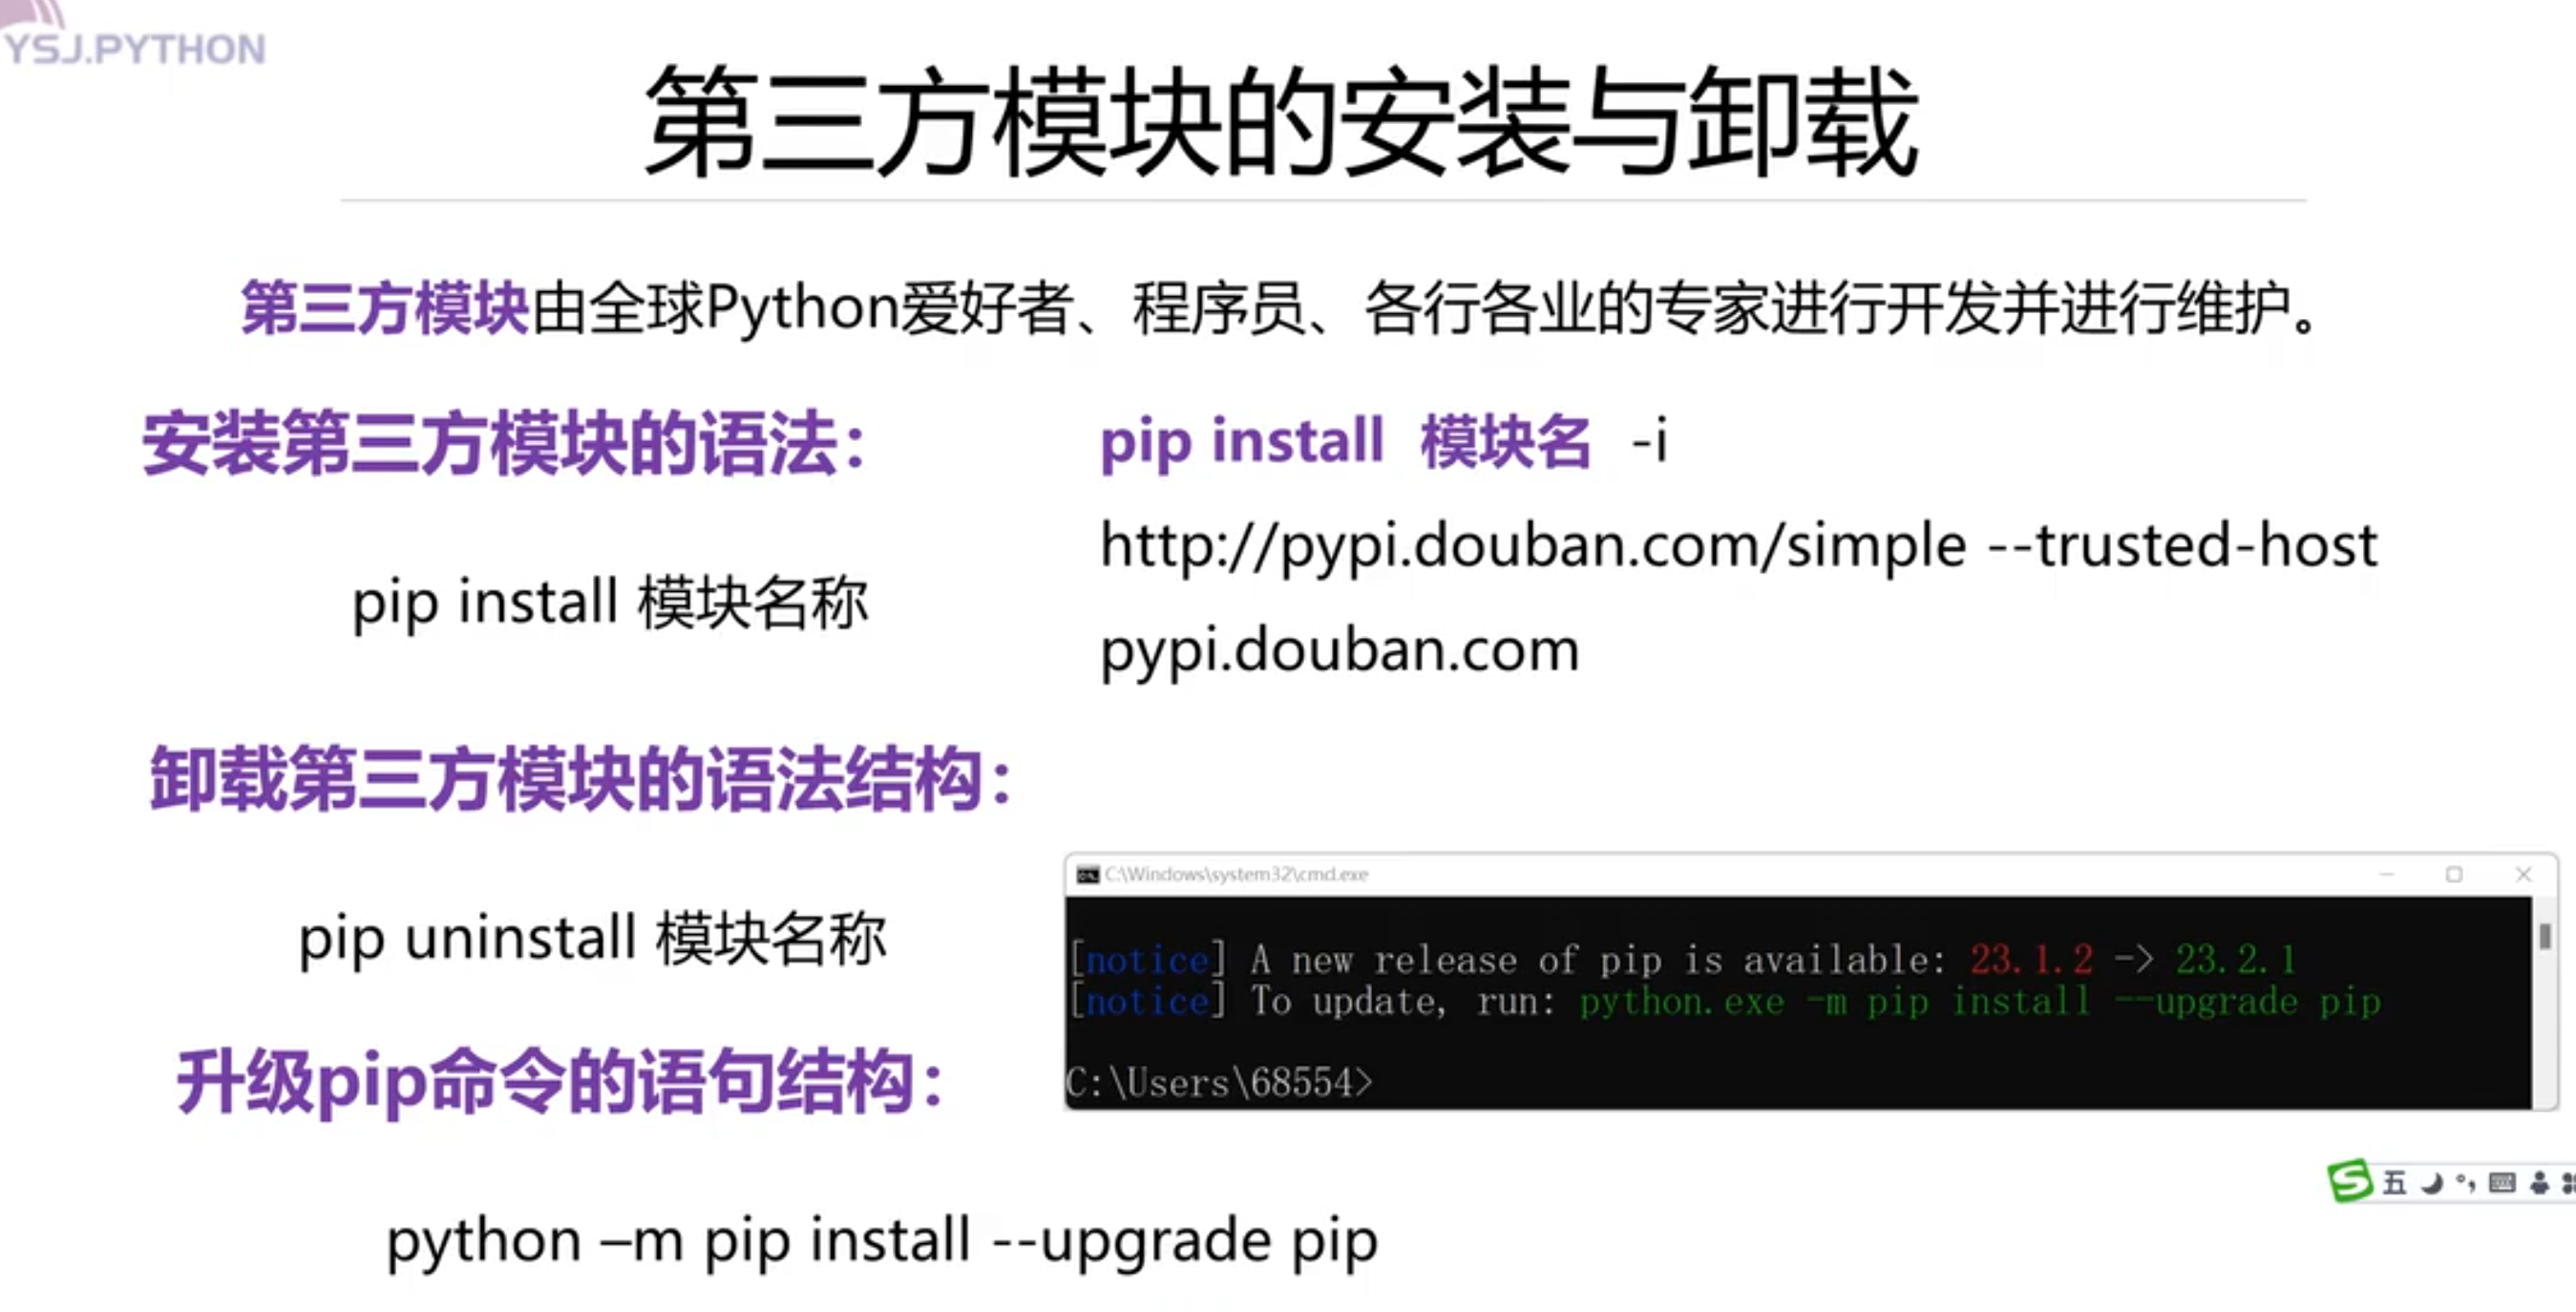 YSJ.PYTHON
第三方模块的安装与卸载
第三方模块由全球Python爱好者、程序员、各行各业的专家进行开发并进行维护。
安装第三方模块的语法：
pip install 模块名称
pip install 模块名 -i
http://pypi.douban.com/simple --trusted-host
pypi.douban.com
卸载第三方模块的语法结构：
pip uninstall 模块名称
升级pip命令的语句结构：
python –m pip install --upgrade pip
C:\Windows\system32\cmd.exe
[notice] A new release of pip is available: 23.1.2 -> 23.2.1
[notice] To update, run: python.exe -m pip install --upgrade pip
C:\Users\68554>
五